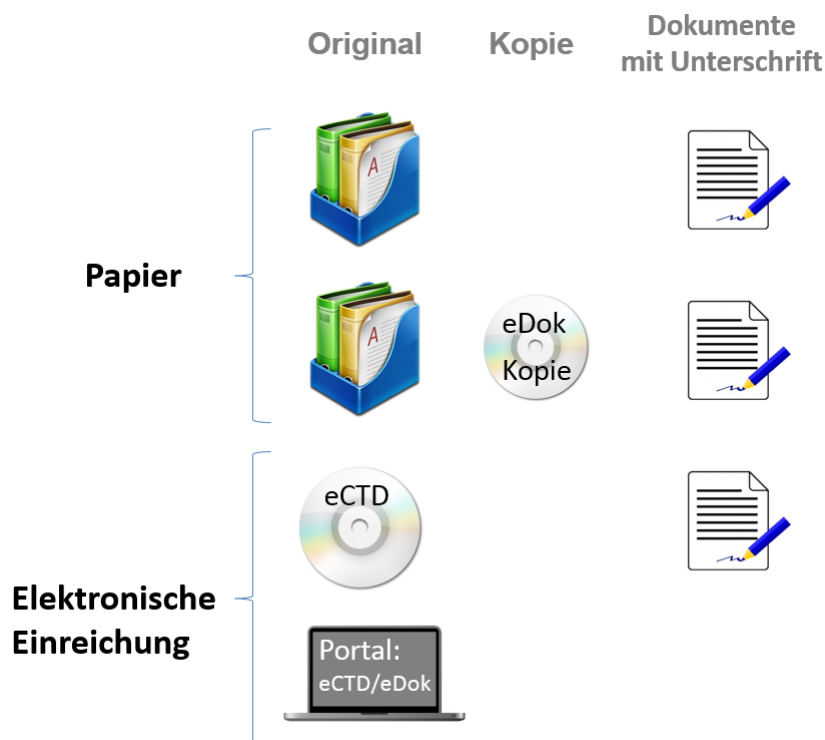 Original
Kopie
Dokumente
mit Unterschrift
A
Papier
A
eDok
Kopie
eCTD
Elektronische
Einreichung
Portal:
eCTD/eDok